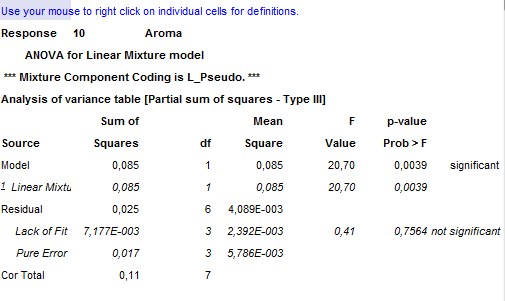 Use your mouse to right click on individual cells for definitions.
Response 10 Aroma
ANOVA for Linear Mixture model
*** Mixture Component Coding is L_Pseudo. ***
Analysis of variance table [Partial sum of squares - Type III]
Sum of Mean F p-value
Source Squares df Square Value Prob > F
Model 0,085 1 0,085 20,70 0,0039 significant
1 Linear Mixtu 0,085 1 0,085 20,70 0,0039
Residual 0,025 6 4,089E-003
Lack of Fit 7,177E-003 3 2,392E-003 0,41 0,7564 not significant
Pure Error 0,017 3 5,786E-003
Cor Total 0,11 7